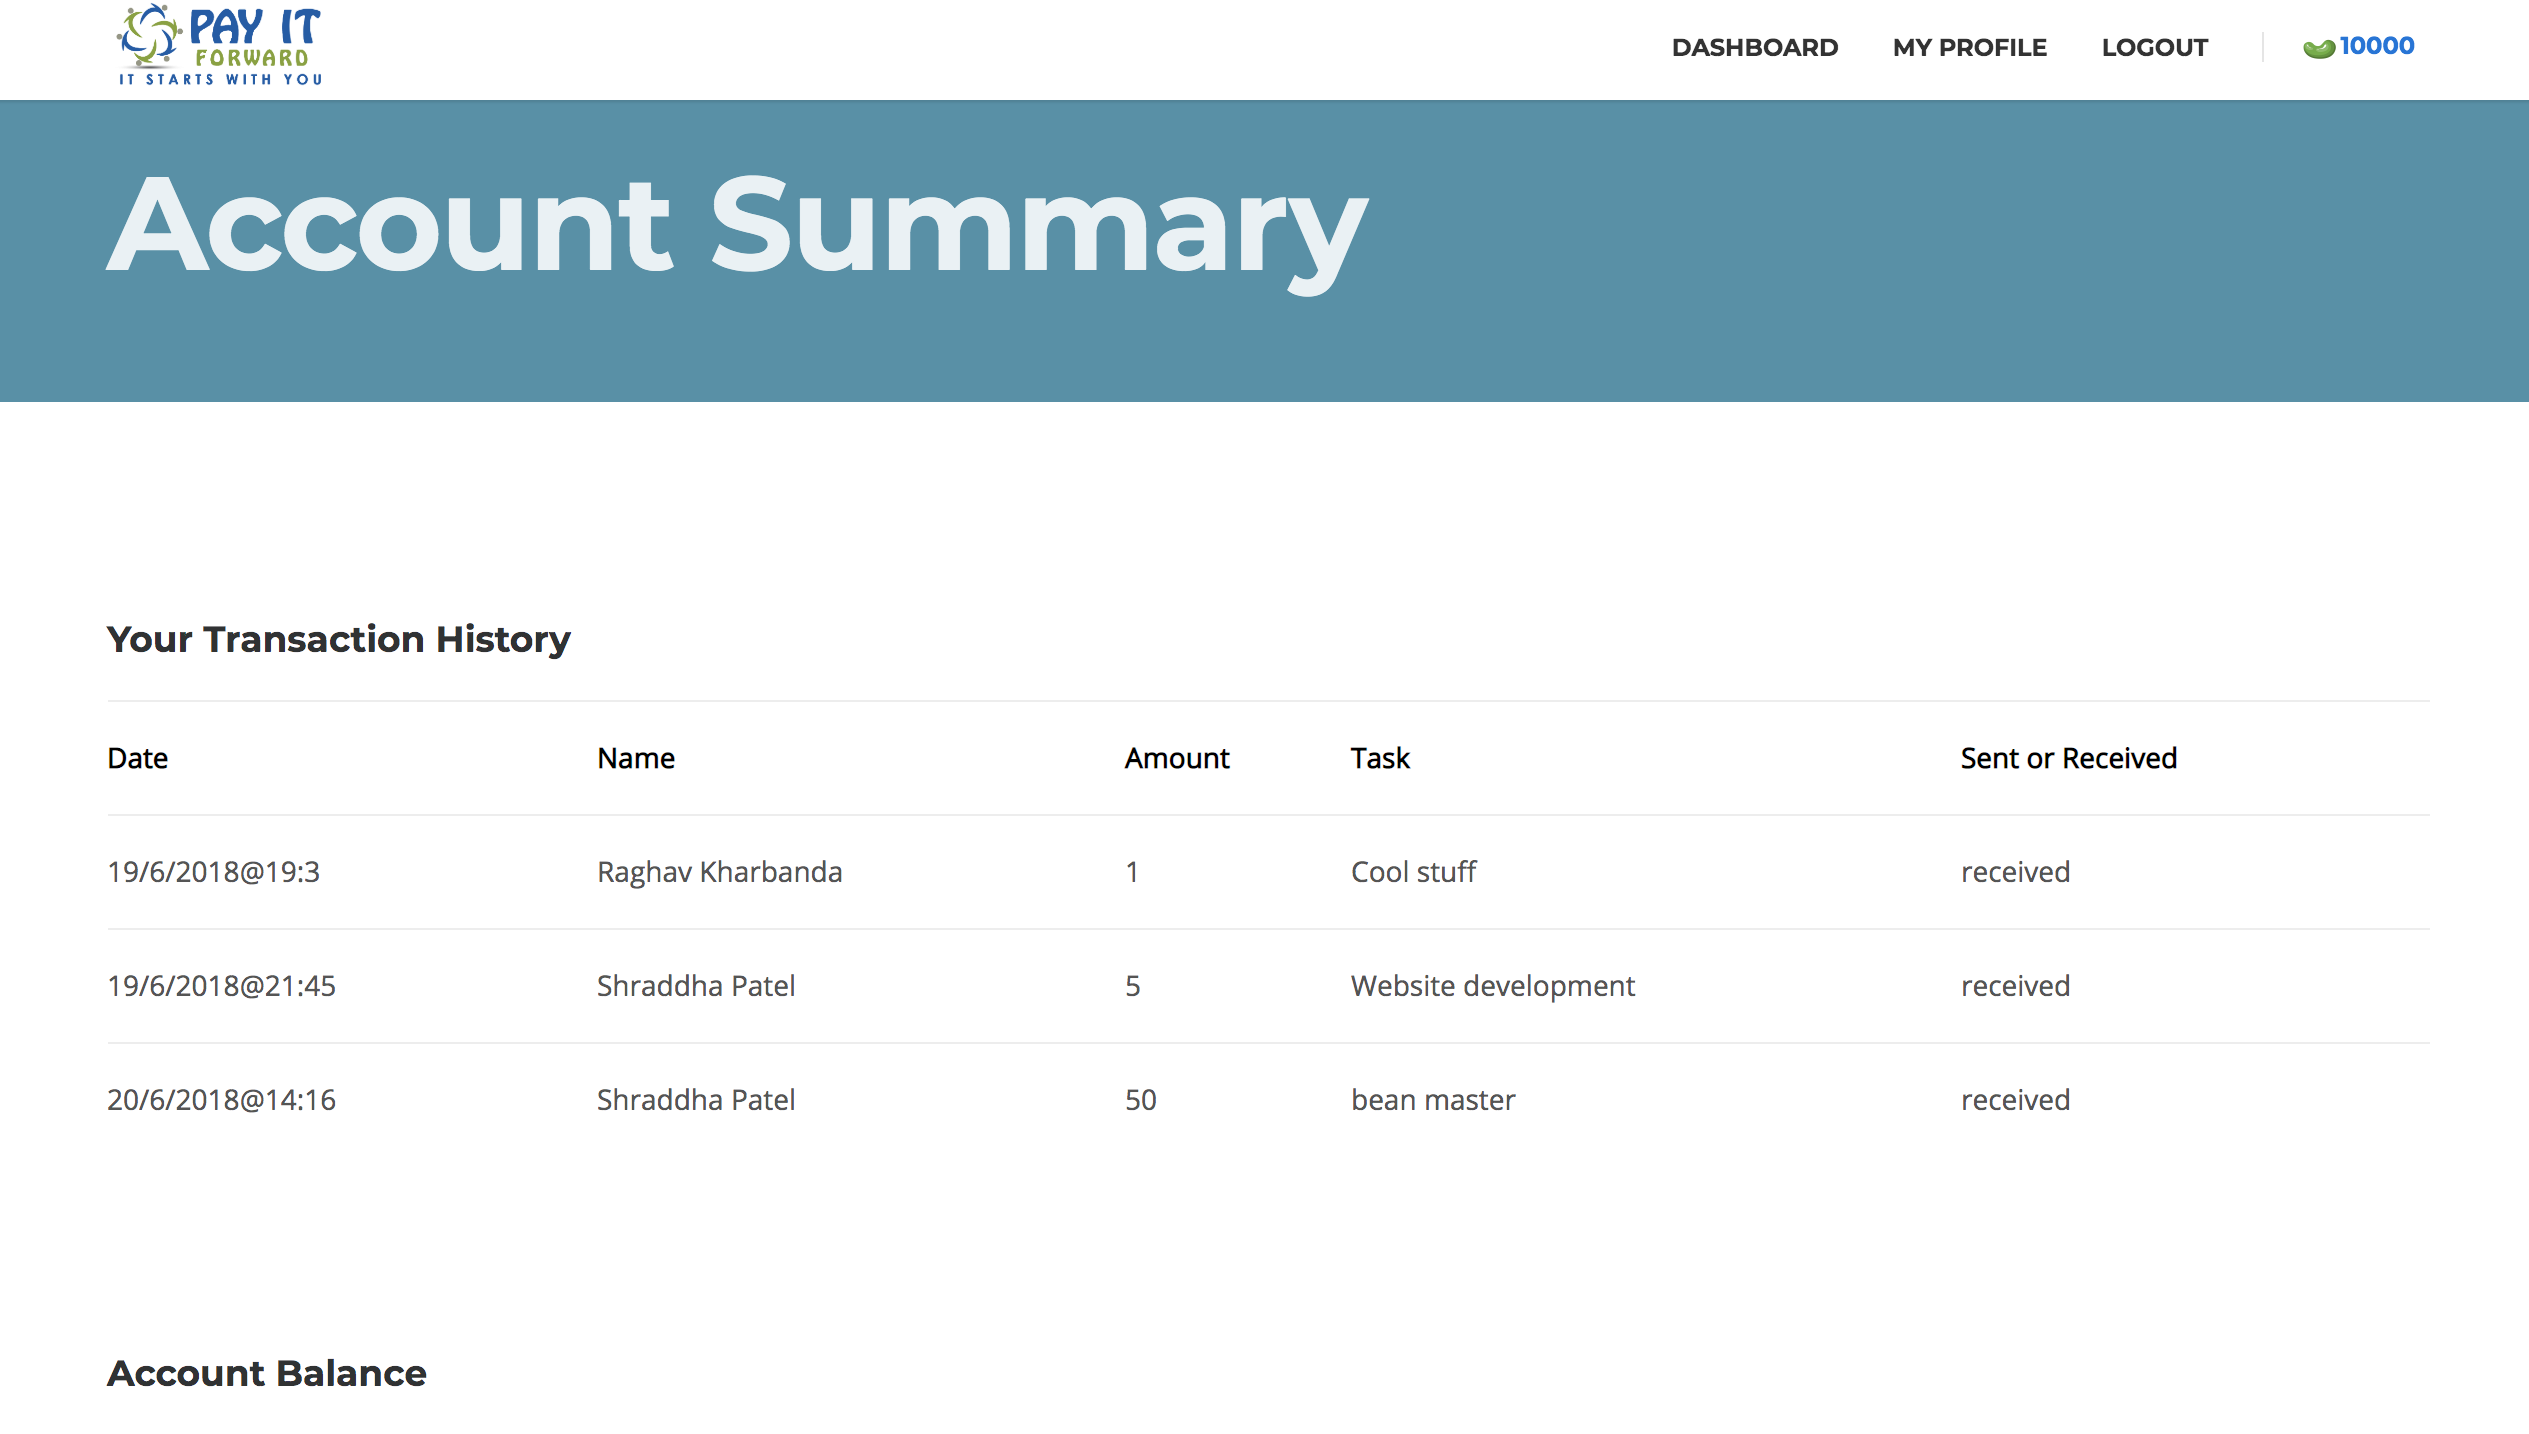 PAY IT
FORWARD
IT STARTS WITH YOU
DASHBOARD MY PROFILE LOGOUT 10000
Account Summary
Your Transaction History
Date Name Amount Task Sent or Received
19/6/2018@19:3 Raghav Kharbanda 1 Cool stuff received
19/6/2018@21:45 Shraddha Patel 5 Website development received
20/6/2018@14:16 Shraddha Patel 50 bean master received
Account Balance